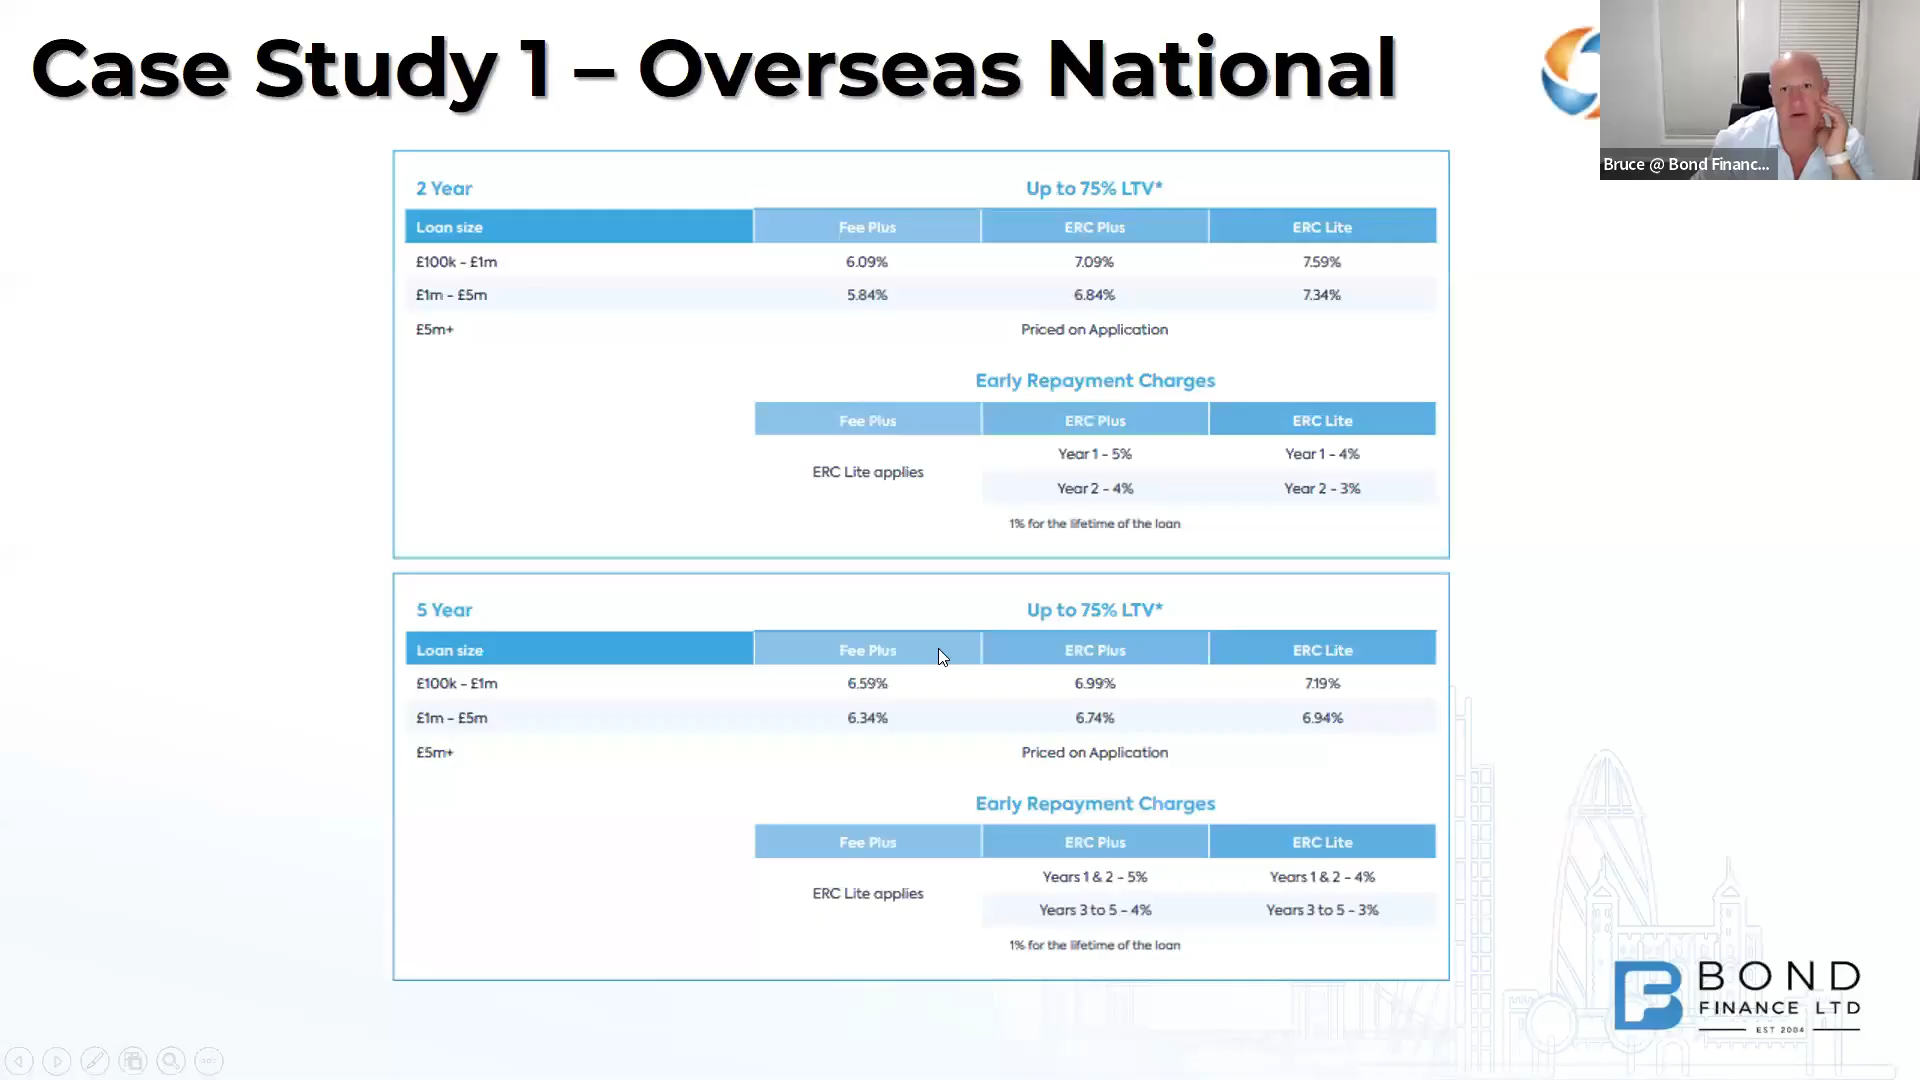 Case Study 1 – Overseas National
Bruce @ Bond Financ...
2 Year Up to 75% LTV*
Loan size Fee Plus ERC Plus ERC Lite
£100k - £1m 6.09% 7.09% 7.59%
£1m - £5m 5.84% 6.84% 7.34%
£5m+ Priced on Application
Early Repayment Charges
Fee Plus ERC Plus ERC Lite
ERC Lite applies Year 1 - 5% Year 1 - 4%
Year 2 - 4% Year 2 - 3%
1% for the lifetime of the loan
5 Year Up to 75% LTV*
Loan size Fee Plus ERC Plus ERC Lite
£100k - £1m 6.59% 6.99% 7.19%
£1m - £5m 6.34% 6.74% 6.94%
£5m+ Priced on Application
Early Repayment Charges
Fee Plus ERC Plus ERC Lite
ERC Lite applies Years 1 & 2 - 5% Years 1 & 2 - 4%
Years 3 to 5 - 4% Years 3 to 5 - 3%
1% for the lifetime of the loan
BOND
FINANCE LTD
EST 2004